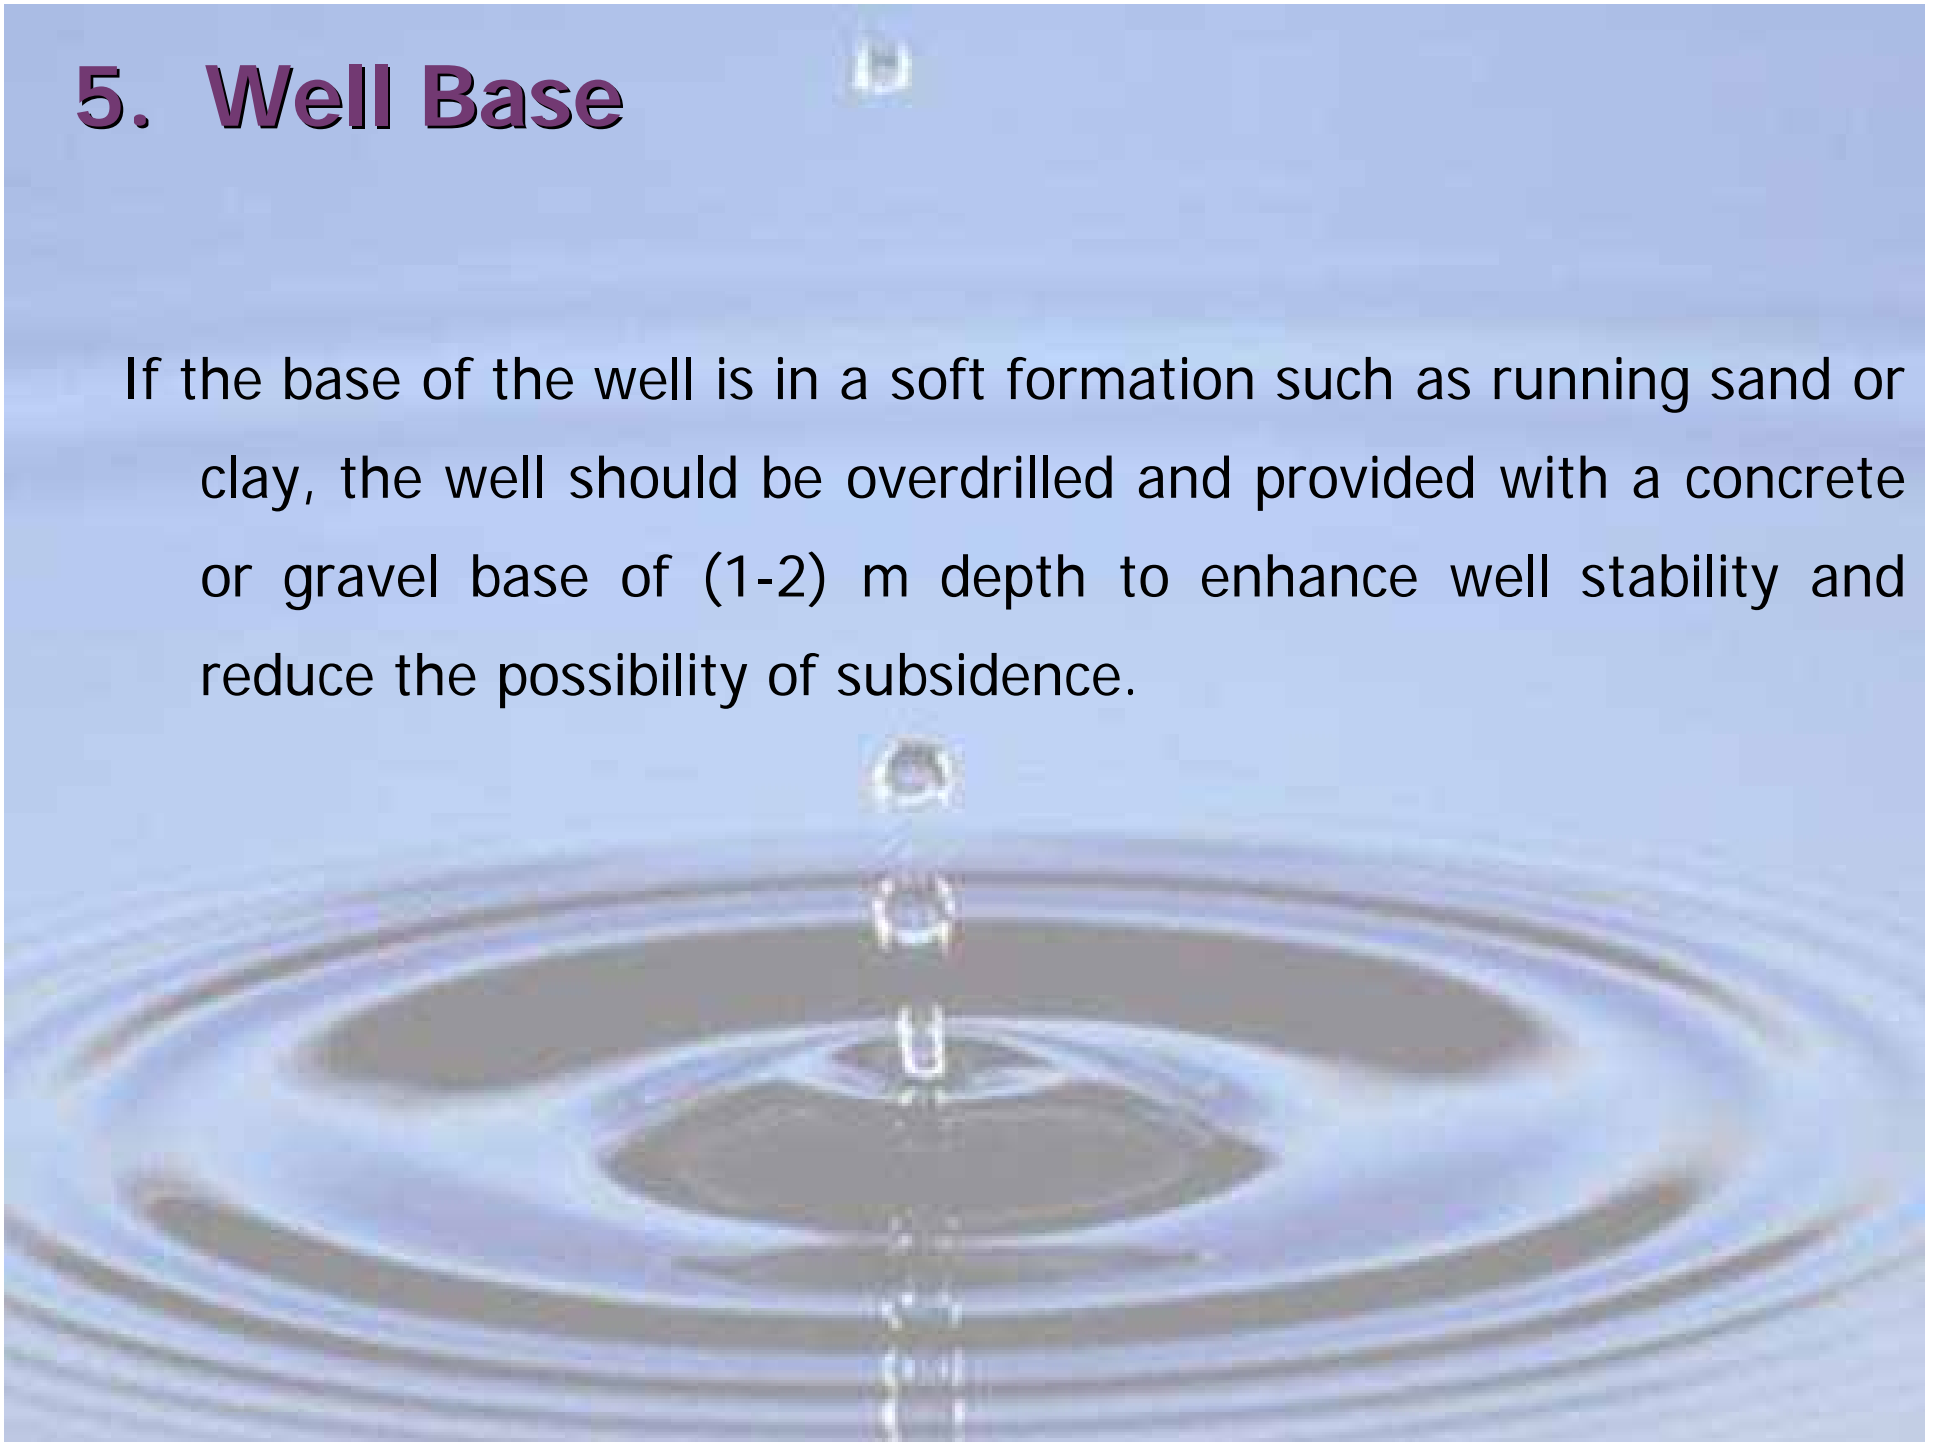 5. Well Base
If the base of the well is in a soft formation such as running sand or
clay, the well should be overdrilled and provided with a concrete
or gravel base of (1-2) m depth to enhance well stability and
reduce the possibility of subsidence.